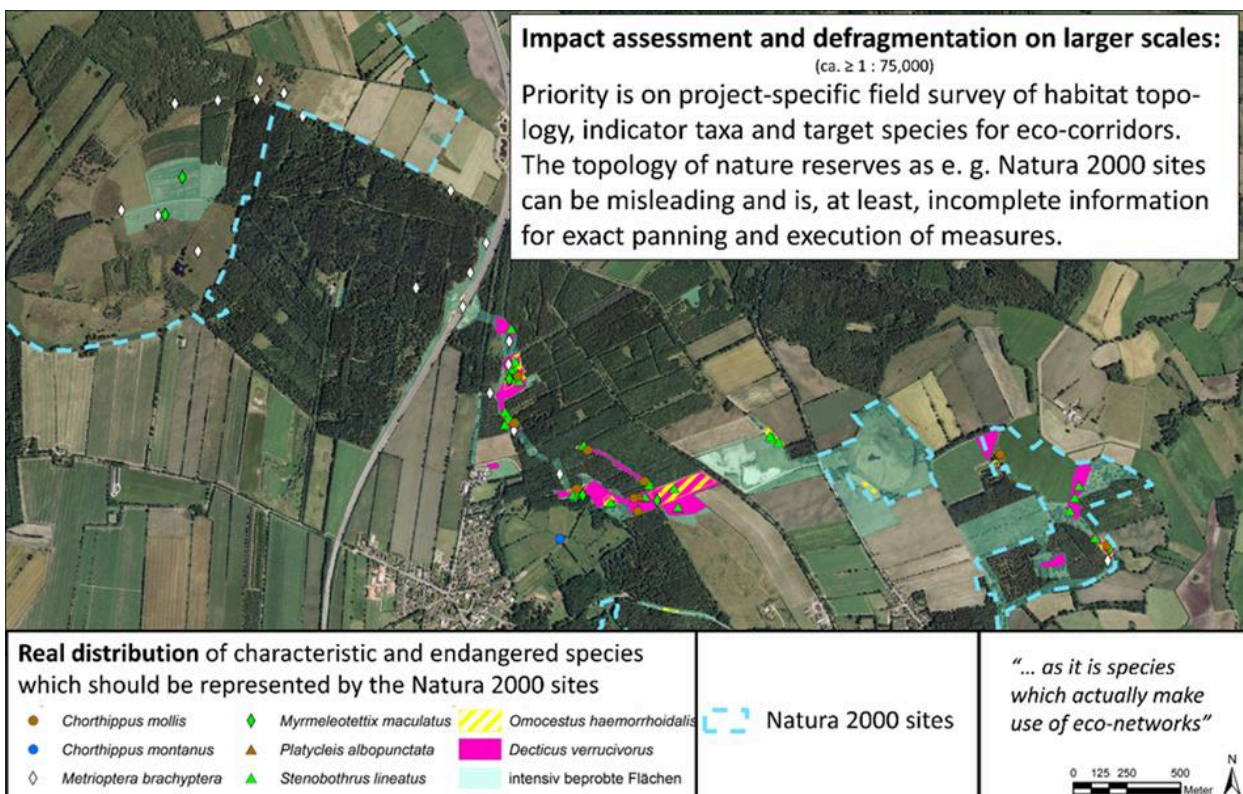 Impact assessment and defragmentation on larger scales:
(ca. ≥ 1 : 75,000)
Priority is on project-specific field survey of habitat topo-
logy, indicator taxa and target species for eco-corridors.
The topology of nature reserves as e. g. Natura 2000 sites
can be misleading and is, at least, incomplete information
for exact panning and execution of measures.
Real distribution of characteristic and endangered species
which should be represented by the Natura 2000 sites
Chorthippus mollis
Myrmeleotettix maculatus
Omocestus haemorrhoidalis
Chorthippus montanus
Platycleis albopunctata
Decticus verrucivorus
Metrioptera brachyptera
Stenobothrus lineatus
intensiv beprobte Flächen
Natura 2000 sites
"... as it is species
which actually make
use of eco-networks"
N
0 125 250 500
Meter